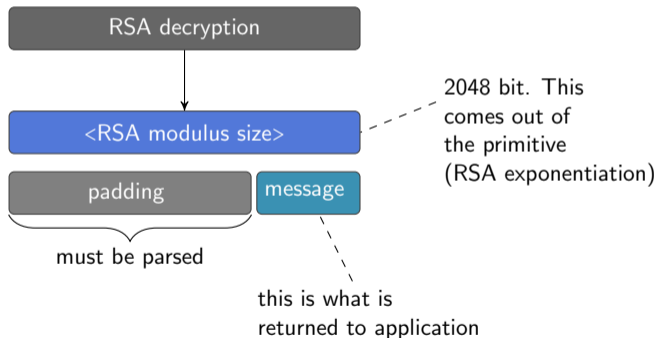 RSA decryption
<RSA modulus size>
2048 bit. This
comes out of
the primitive
(RSA exponentiation)
padding
message
must be parsed
this is what is
returned to application